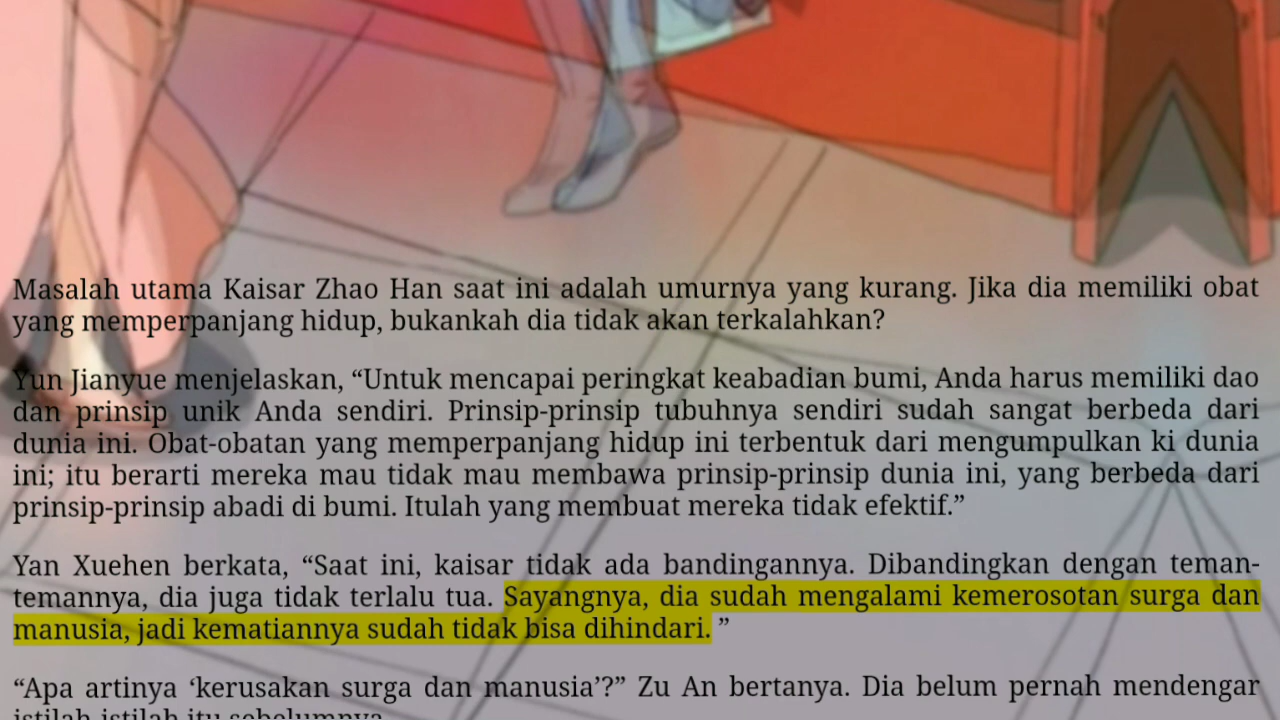 Masalah utama Kaisar Zhao Han saat ini adalah umurnya yang kurang. Jika dia memiliki obat
yang memperpanjang hidup, bukankah dia tidak akan terkalahkan?
Yun Jianyue menjelaskan, “Untuk mencapai peringkat keabadian bumi, Anda harus memiliki dao
dan prinsip unik Anda sendiri. Prinsip-prinsip tubuhnya sendiri sudah sangat berbeda dari
dunia ini. Obat-obatan yang memperpanjang hidup ini terbentuk dari mengumpulkan ki dunia
ini; itu berarti mereka mau tidak mau membawa prinsip-prinsip dunia ini, yang berbeda dari
prinsip-prinsip abadi di bumi. Itulah yang membuat mereka tidak efektif.”
Yan Xuehen berkata, “Saat ini, kaisar tidak ada bandingannya. Dibandingkan dengan teman-
temannya, dia juga tidak terlalu tua. Sayangnya, dia sudah mengalami kemerosotan surga dan
manusia, jadi kematiannya sudah tidak bisa dihindari. ”
“Apa artinya ‘kerusakan surga dan manusia’?” Zu An bertanya. Dia belum pernah mendengar
istilah-istilah itu sebelumnya.